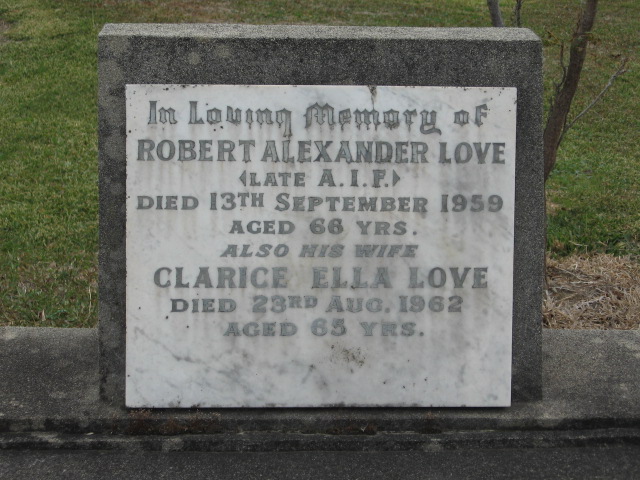 In Loving Memory of
ROBERT ALEXANDER LOVE
(LATE A.I.F.)
DIED 13TH SEPTEMBER 1959
AGED 66 YRS.
ALSO HIS WIFE
CLARICE ELLA LOVE
DIED 23RD AUG. 1962
AGED 65 YRS.